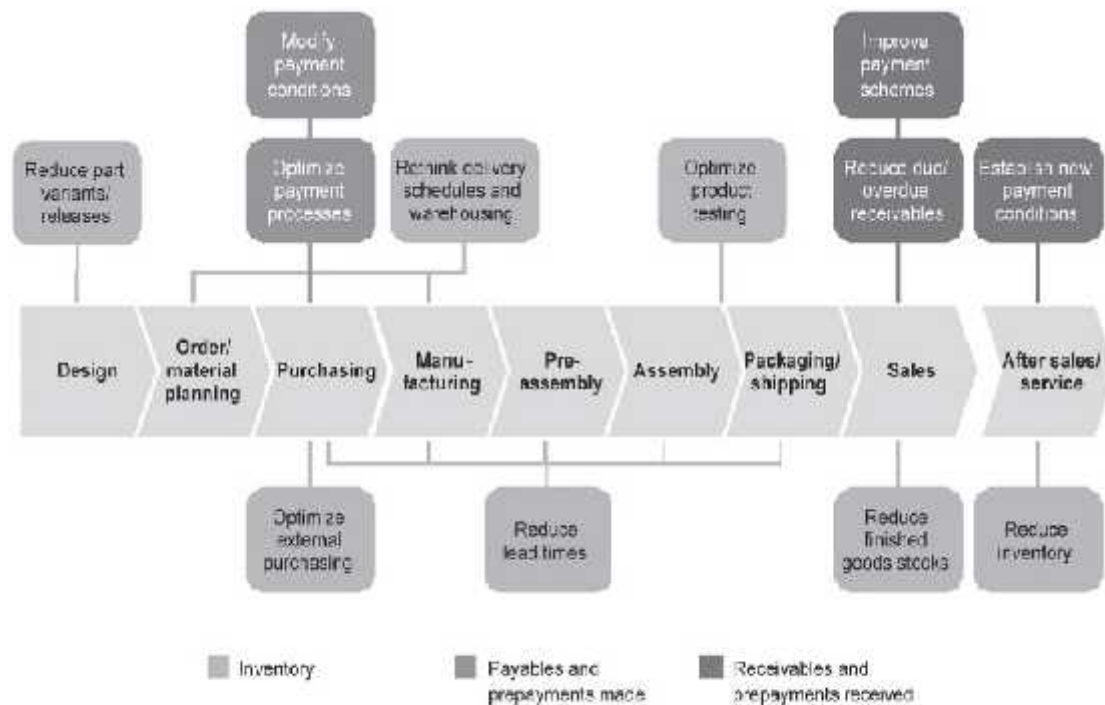 Modify
payment
conditions
Improve
payment
schemes
Reduce part
variants/
releases
Optimize
payment
processes
Rethink delivery
schedules and
warehousing
Optimize
product
testing
Reduce due/
overdue
receivables
Establish new
payment
conditions
Design
Order/
material
planning
Purchasing
Manu-
facturing
Pre-
assembly
Assembly
Packaging/
shipping
Sales
After sales/
service
Optimize
external
purchasing
Reduce
lead times
Reduce
finished
goods stocks
Reduce
inventory
Inventory
Payables and
prepayments made
Receivables and
prepayments received